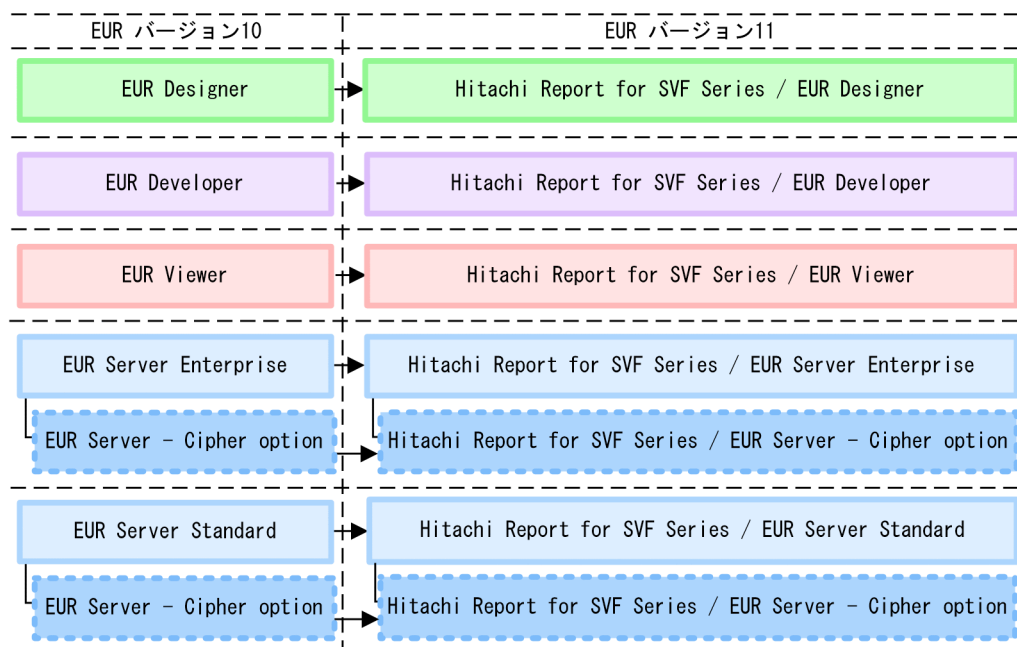 EUR バージョン10
EUR バージョン11
EUR Designer
Hitachi Report for SVF Series / EUR Designer
EUR Developer
Hitachi Report for SVF Series / EUR Developer
EUR Viewer
Hitachi Report for SVF Series / EUR Viewer
EUR Server Enterprise
Hitachi Report for SVF Series / EUR Server Enterprise
EUR Server － Cipher option
Hitachi Report for SVF Series / EUR Server － Cipher option
EUR Server Standard
Hitachi Report for SVF Series / EUR Server Standard
EUR Server － Cipher option
Hitachi Report for SVF Series / EUR Server － Cipher option